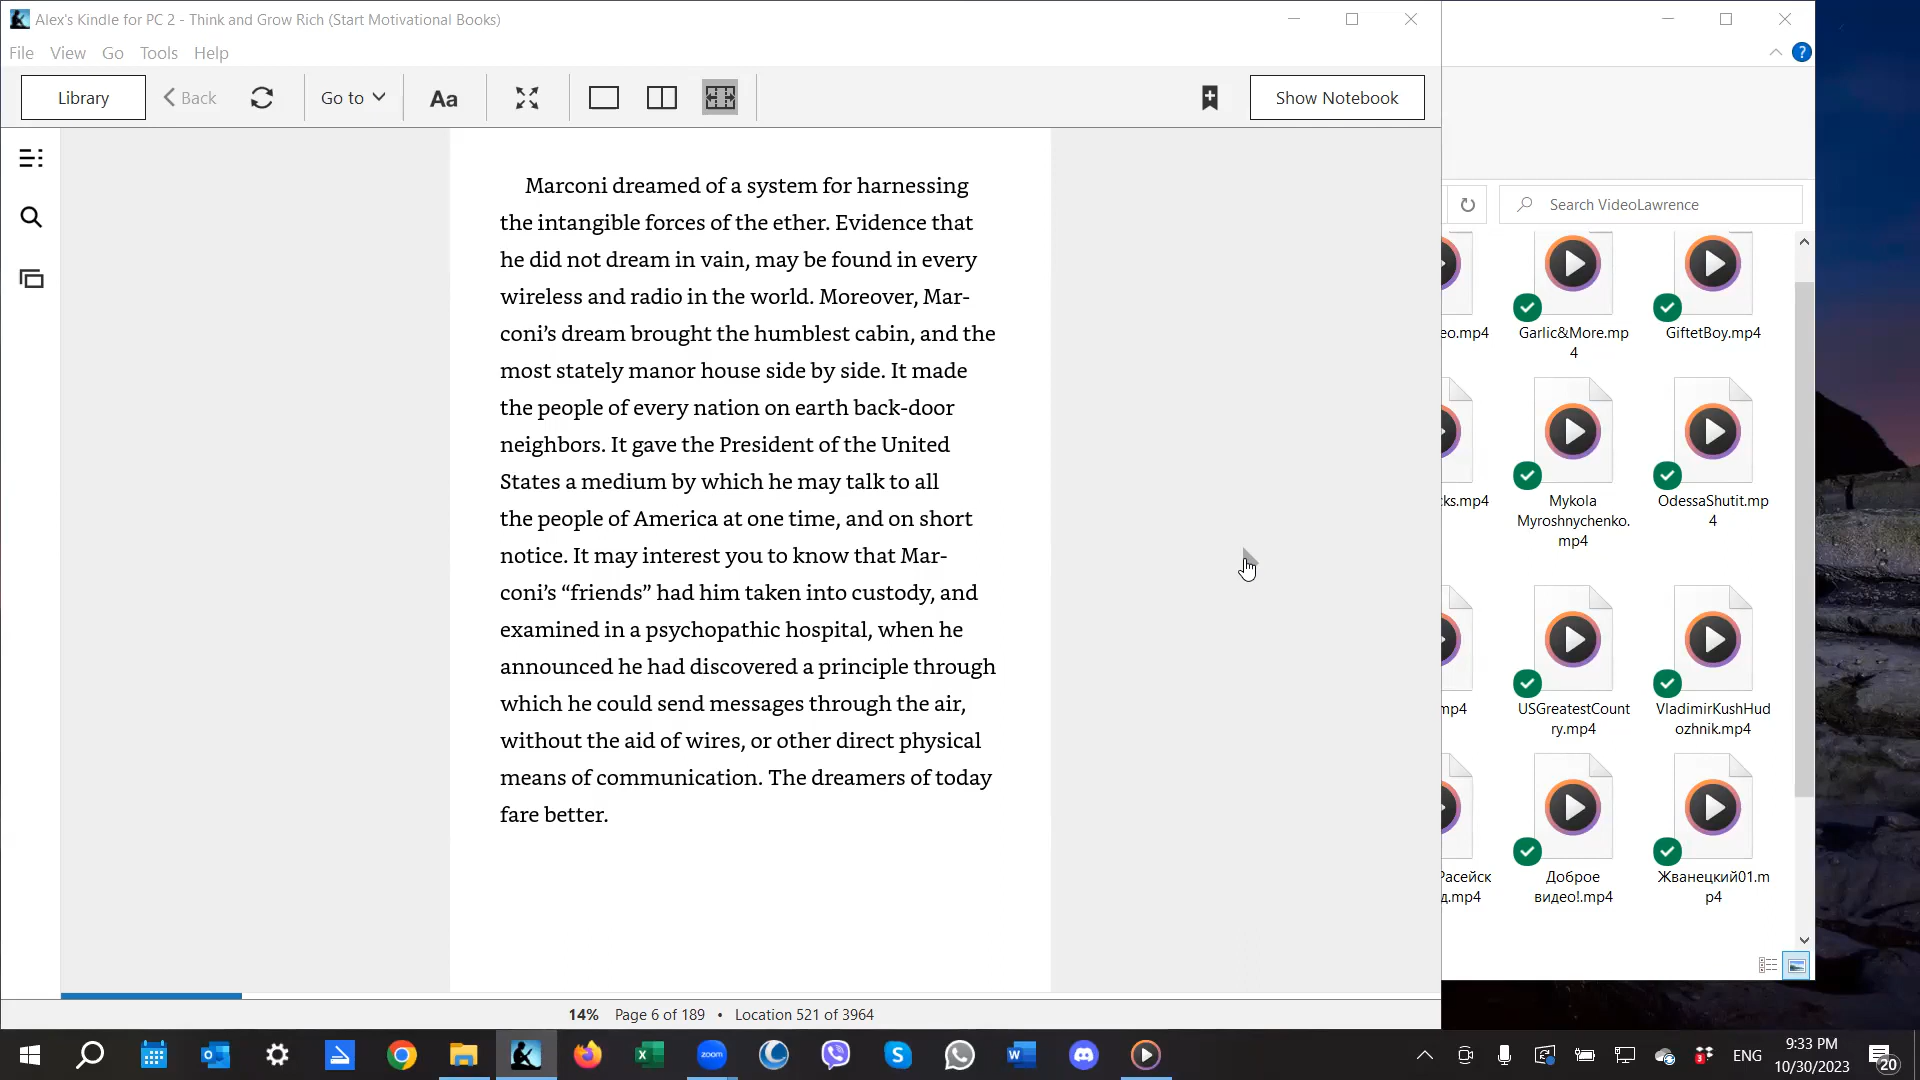 Alex's Kindle for PC 2 - Think and Grow Rich (Start Motivational Books)
File View Go Tools Help
Library Back Go to Aa Show Notebook
Marconi dreamed of a system for harnessing
the intangible forces of the ether. Evidence that
he did not dream in vain, may be found in every
wireless and radio in the world. Moreover, Mar-
coni’s dream brought the humblest cabin, and the
most stately manor house side by side. It made
the people of every nation on earth back-door
neighbors. It gave the President of the United
States a medium by which he may talk to all
the people of America at one time, and on short
notice. It may interest you to know that Mar-
coni’s “friends” had him taken into custody, and
examined in a psychopathic hospital, when he
announced he had discovered a principle through
which he could send messages through the air,
without the aid of wires, or other direct physical
means of communication. The dreamers of today
fare better.
14% Page 6 of 189 • Location 521 of 3964
?
Search VideoLawrence
eo.mp4 Garlic&More.mp GiftetBoy.mp4
4
ks.mp4 Mykola OdessaShutit.mp
Myroshnychenko. 4
mp4
mp4 USGreatestCount VladimirKushHud
ry.mp4 ozhnik.mp4
Расейск Доброе Жванецкий01.m
д.mp4 видео!.mp4 p4
zoom
3
ENG
9:33 PM
10/30/2023
20